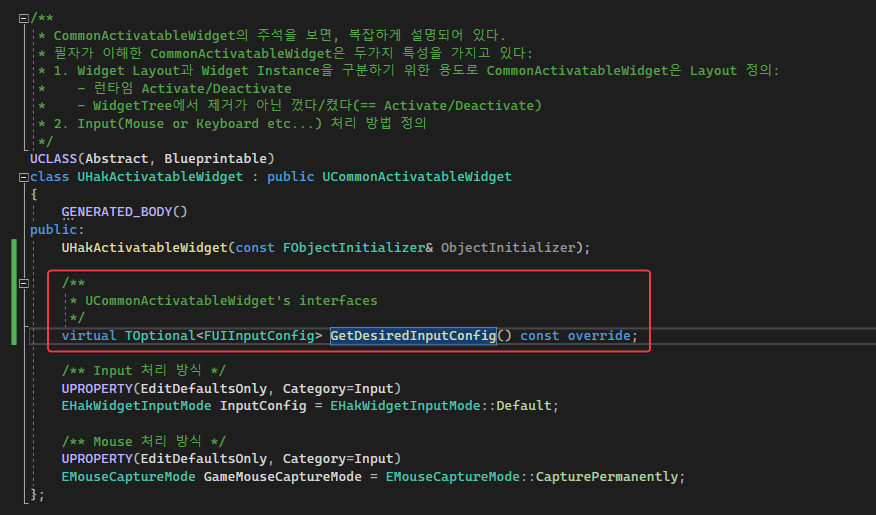 /**
* CommonActivatableWidget의 주석을 보면, 복잡하게 설명되어 있다.
* 필자가 이해한 CommonActivatableWidget은 두가지 특성을 가지고 있다:
* 1. Widget Layout과 Widget Instance을 구분하기 위한 용도로 CommonActivatableWidget은 Layout 정의:
*    - 런타임 Activate/Deactivate
*    - WidgetTree에서 제거가 아닌 껐다/켰다(== Activate/Deactivate)
* 2. Input(Mouse or Keyboard etc...) 처리 방법 정의
*/
UCLASS(Abstract, Blueprintable)
class UHakActivatableWidget : public UCommonActivatableWidget
{
GENERATED_BODY()
public:
UHakActivatableWidget(const FObjectInitializer& ObjectInitializer);
/**
* UCommonActivatableWidget's interfaces
*/
virtual TOptional<FUIInputConfig> GetDesiredInputConfig() const override;
/** Input 처리 방식 */
UPROPERTY(EditDefaultsOnly, Category=Input)
EHakWidgetInputMode InputConfig = EHakWidgetInputMode::Default;
/** Mouse 처리 방식 */
UPROPERTY(EditDefaultsOnly, Category=Input)
EMouseCaptureMode GameMouseCaptureMode = EMouseCaptureMode::CapturePermanently;
};